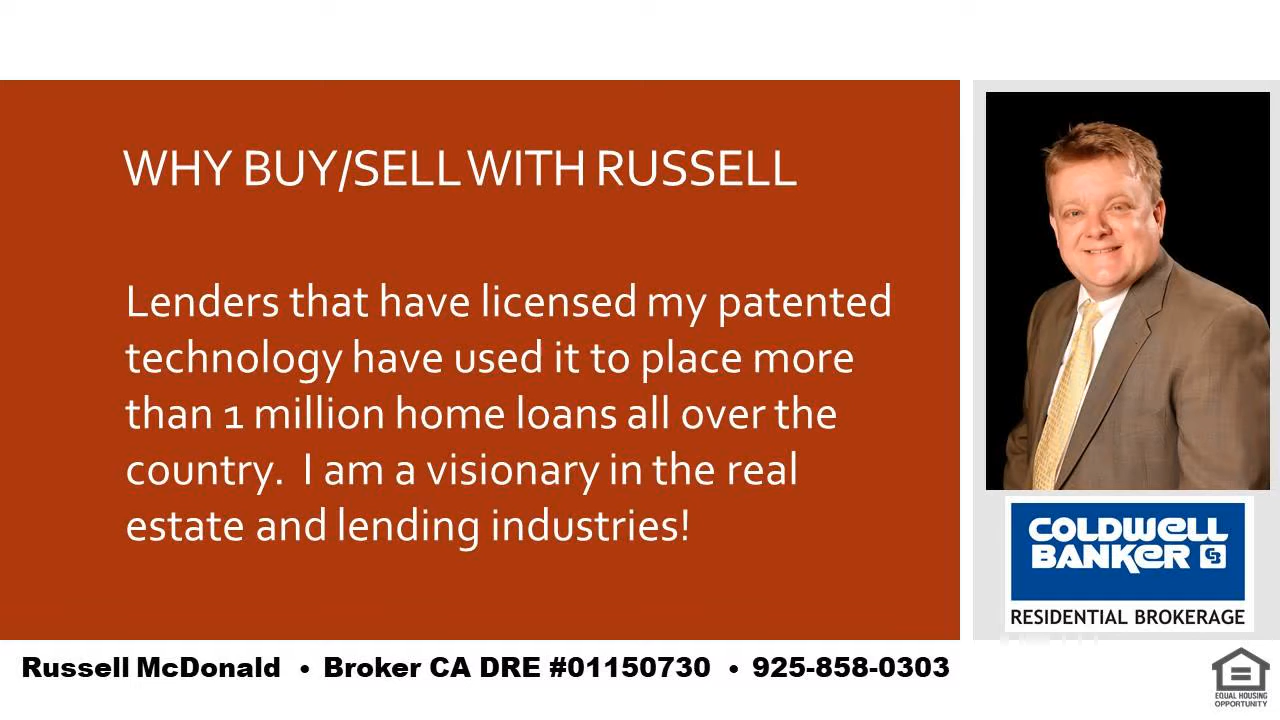 WHY BUY/SELL WITH RUSSELL
Lenders that have licensed my patented
technology have used it to place more
than 1 million home loans all over the
country.  I am a visionary in the real
estate and lending industries!
COLDWELL
BANKER CB
RESIDENTIAL BROKERAGE
Russell McDonald • Broker CA DRE #01150730 • 925-858-0303
EQUAL HOUSING
OPPORTUNITY